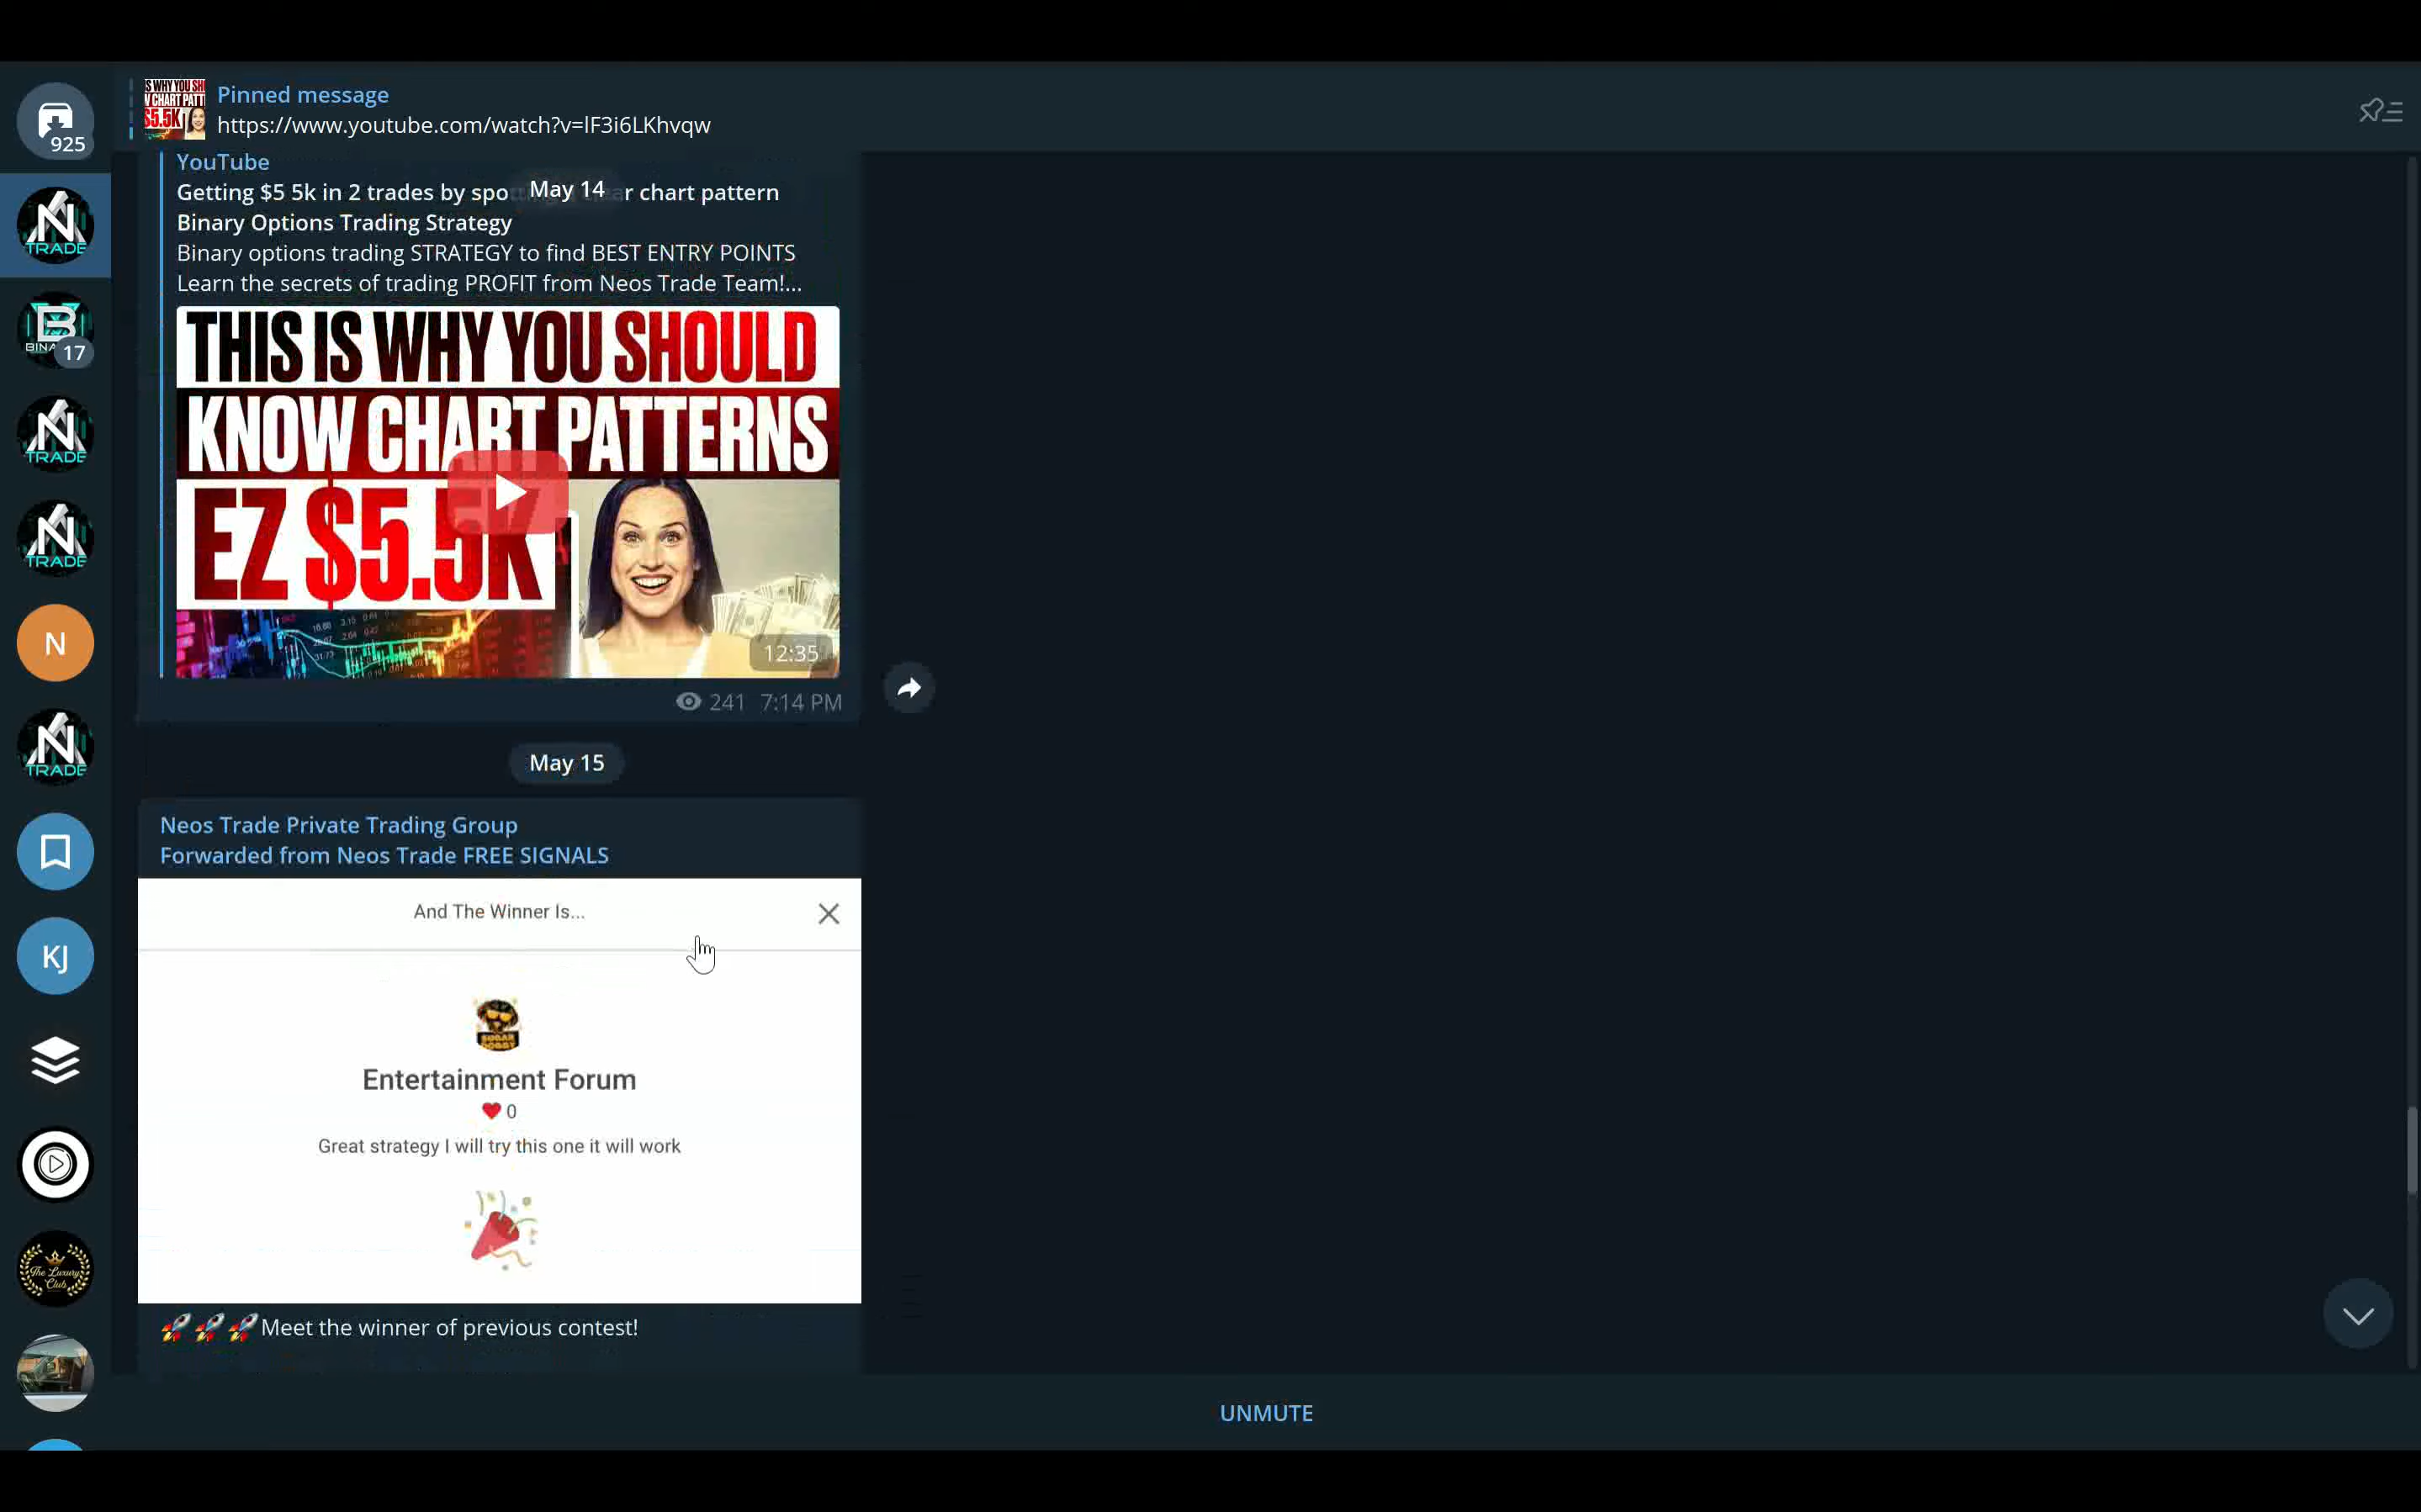 Pinned message
https://www.youtube.com/watch?v=lF3i6LKhvqw
925
TRADE
BINA
17
TRADE
TRADE
N
TRADE
KJ
The Luxury
Club
YouTube
May 14
Getting $5 5k in 2 trades by r chart pattern
Binary Options Trading Strategy
Binary options trading STRATEGY to find BEST ENTRY POINTS
Learn the secrets of trading PROFIT from Neos Trade Team!...
THIS IS WHY YOU SHOULD
KNOW CHART PATTERNS
EZ $5.5K
12:35
241 7:14 PM
May 15
Neos Trade Private Trading Group
Forwarded from Neos Trade FREE SIGNALS
And The Winner Is...
Entertainment Forum
❤ 0
Great strategy I will try this one it will work
🚀🚀🚀Meet the winner of previous contest!
UNMUTE